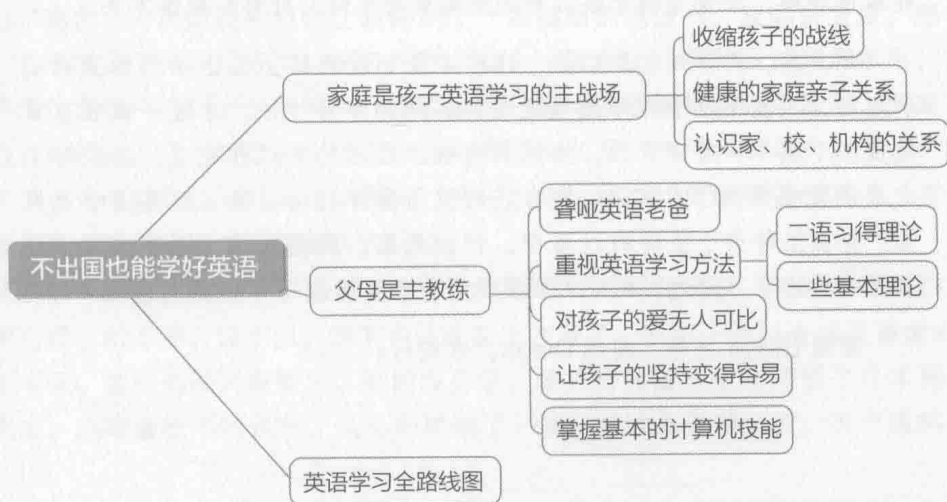 不出国也能学好英语
家庭是孩子英语学习的主战场
收缩孩子的战线
健康的家庭亲子关系
认识家、校、机构的关系
父母是主教练
聋哑英语老爸
重视英语学习方法
二语习得理论
一些基本理论
对孩子的爱无人可比
让孩子的坚持变得容易
掌握基本的计算机技能
英语学习全路线图